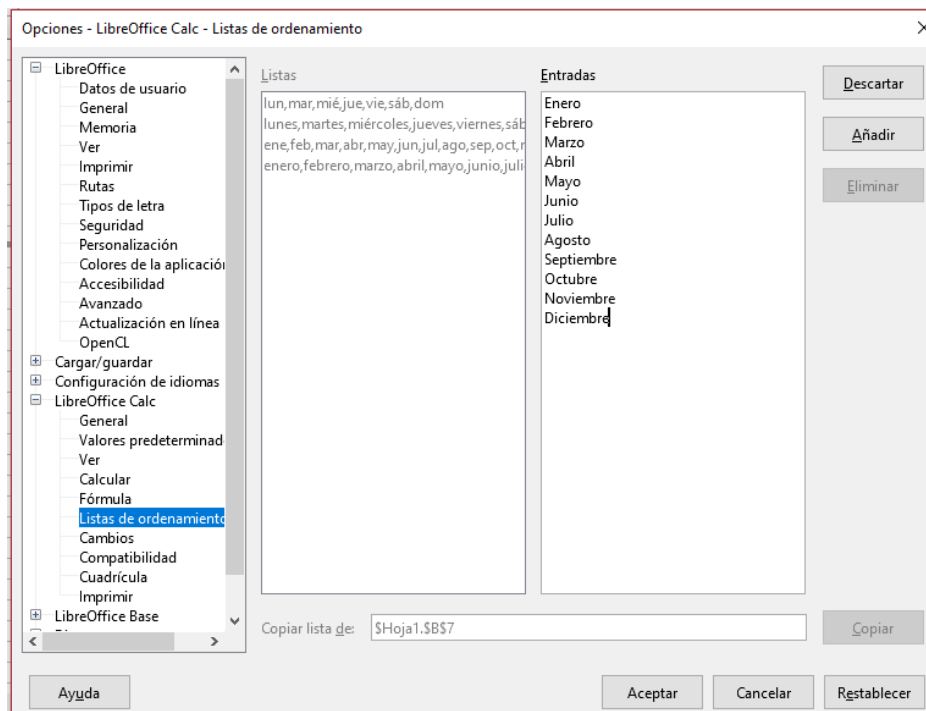 Opciones - LibreOffice Calc - Listas de ordenamiento
LibreOffice
Datos de usuario
General
Memoria
Ver
Imprimir
Rutas
Tipos de letra
Seguridad
Personalización
Colores de la aplicació
Accesibilidad
Avanzado
Actualización en línea
OpenCL
Cargar/guardar
Configuración de idiomas
LibreOffice Calc
General
Valores predeterminad
Ver
Calcular
Fórmula
Listas de ordenamiento
Cambios
Compatibilidad
Cuadrícula
Imprimir
LibreOffice Base
Listas
lun,mar,mié,jue,vie,sáb,dom
lunes,martes,miércoles,jueves,viernes,sáb
ene,feb,mar,abr,may,jun,jul,ago,sep,oct,
enero,febrero,marzo,abril,mayo,junio,juli
Entradas
Enero
Febrero
Marzo
Abril
Mayo
Junio
Julio
Agosto
Septiembre
Octubre
Noviembre
Diciembre
Descartar
Añadir
Eliminar
Copiar lista de: $Hoja1.$B$7
Copiar
Ayuda
Aceptar
Cancelar
Restablecer